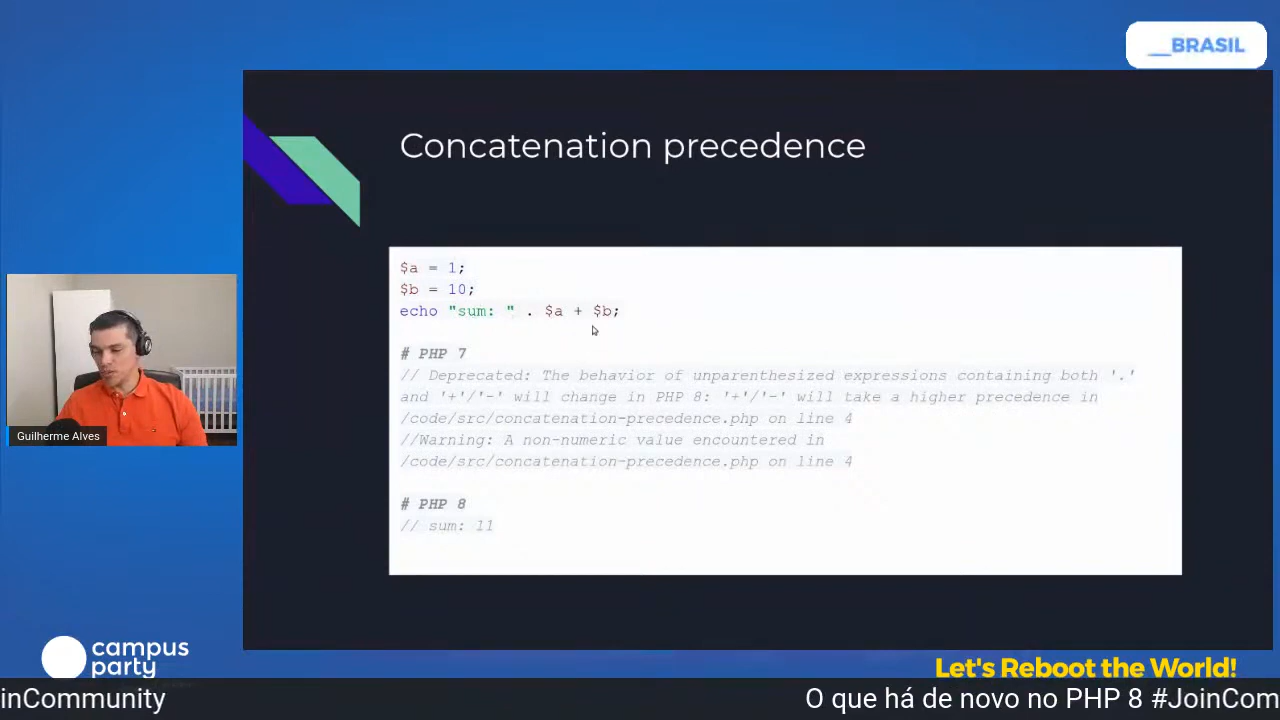 __BRASIL
Concatenation precedence
$a = 1;
$b = 10;
echo "sum: " . $a + $b;
# PHP 7
// Deprecated: The behavior of unparenthesized expressions containing both '.'
and '+'/'-' will change in PHP 8: '+'/'-' will take a higher precedence in
/code/src/concatenation-precedence.php on line 4
//Warning: A non-numeric value encountered in
/code/src/concatenation-precedence.php on line 4
# PHP 8
// sum: 11
Guilherme Alves
campus
party
Let's Reboot the World!
inCommunity
O que há de novo no PHP 8 #JoinCom